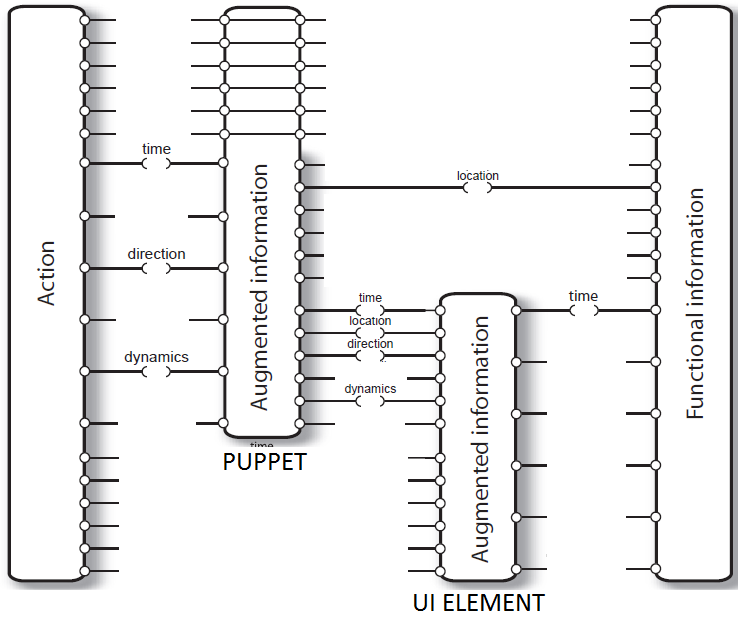 time
direction
dynamics
Action
Augmented information
time
PUPPET
location
time
location
direction
dynamics
Augmented information
UI ELEMENT
time
Functional information